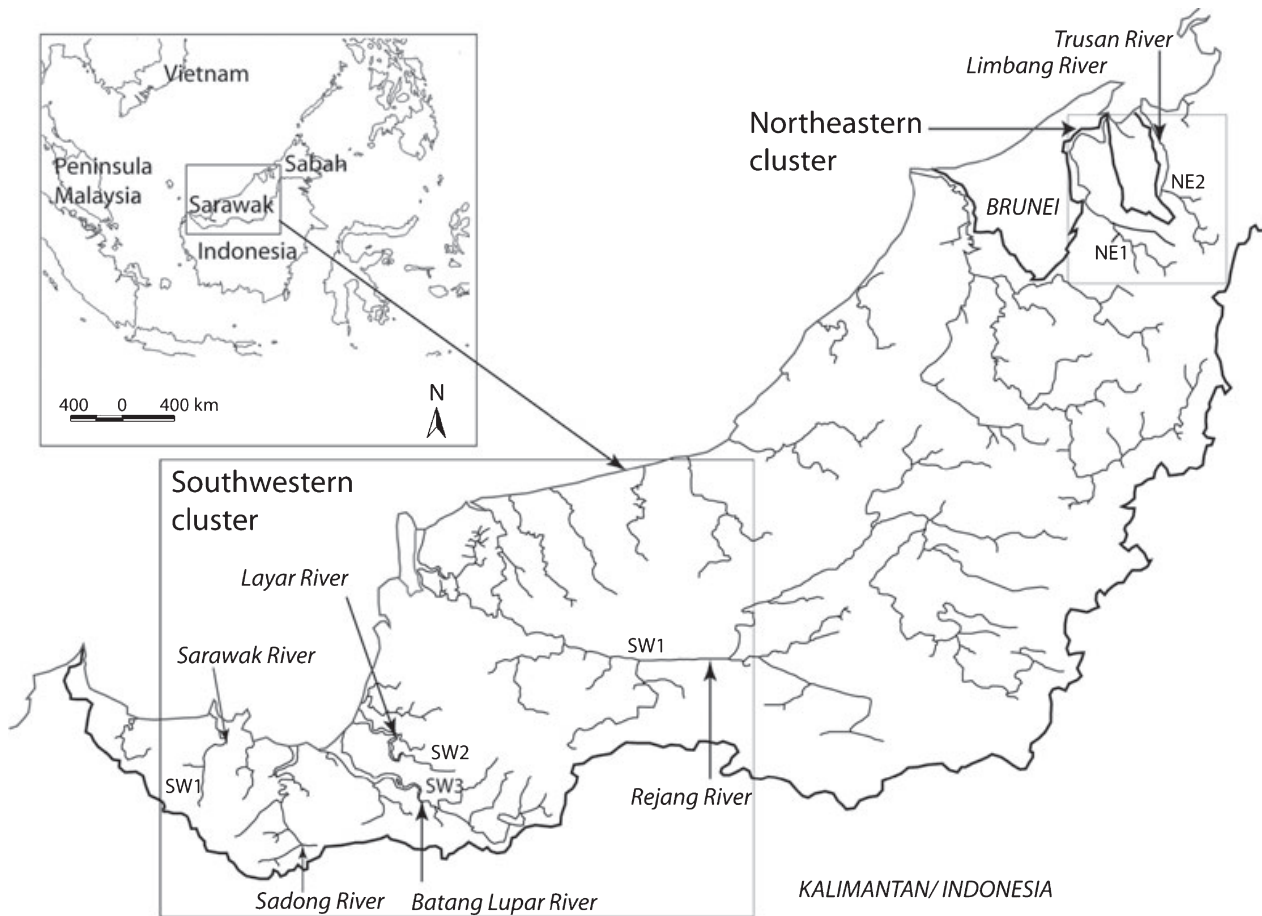 Vietnam
Peninsula
Malaysia
Sabah
Sarawak
Indonesia
400 0 400 km
N
Trusan River
Limbang River
Northeastern
cluster
BRUNEI
NE2
NE1
Southwestern
cluster
Layar River
Sarawak River
SW1
SW2
SW3
SW1
Rejang River
Sadong River
Batang Lupar River
KALIMANTAN/ INDONESIA